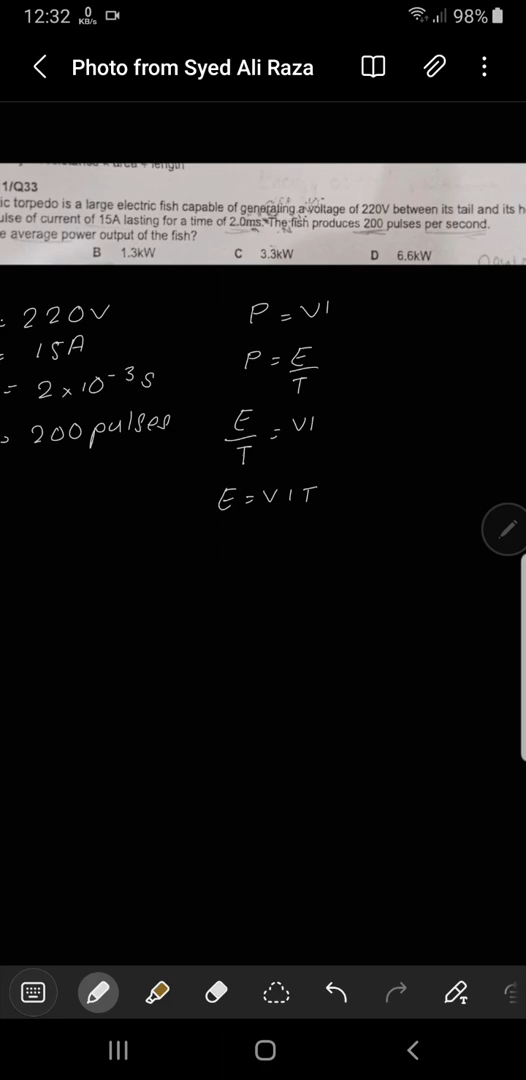 12:32 0 KB/s 98%
Photo from Syed Ali Raza
1/Q33
ic torpedo is a large electric fish capable of generating a voltage of 220V between its tail and its h
ulse of current of 15A lasting for a time of 2.0ms. The fish produces 200 pulses per second.
e average power output of the fish?
B 1.3kW C 3.3kW D 6.6kW
220V
= 15A
= 2 × 10⁻³s
200 pulses
P = VI
P = E/T
E/T = VI
E = VIT